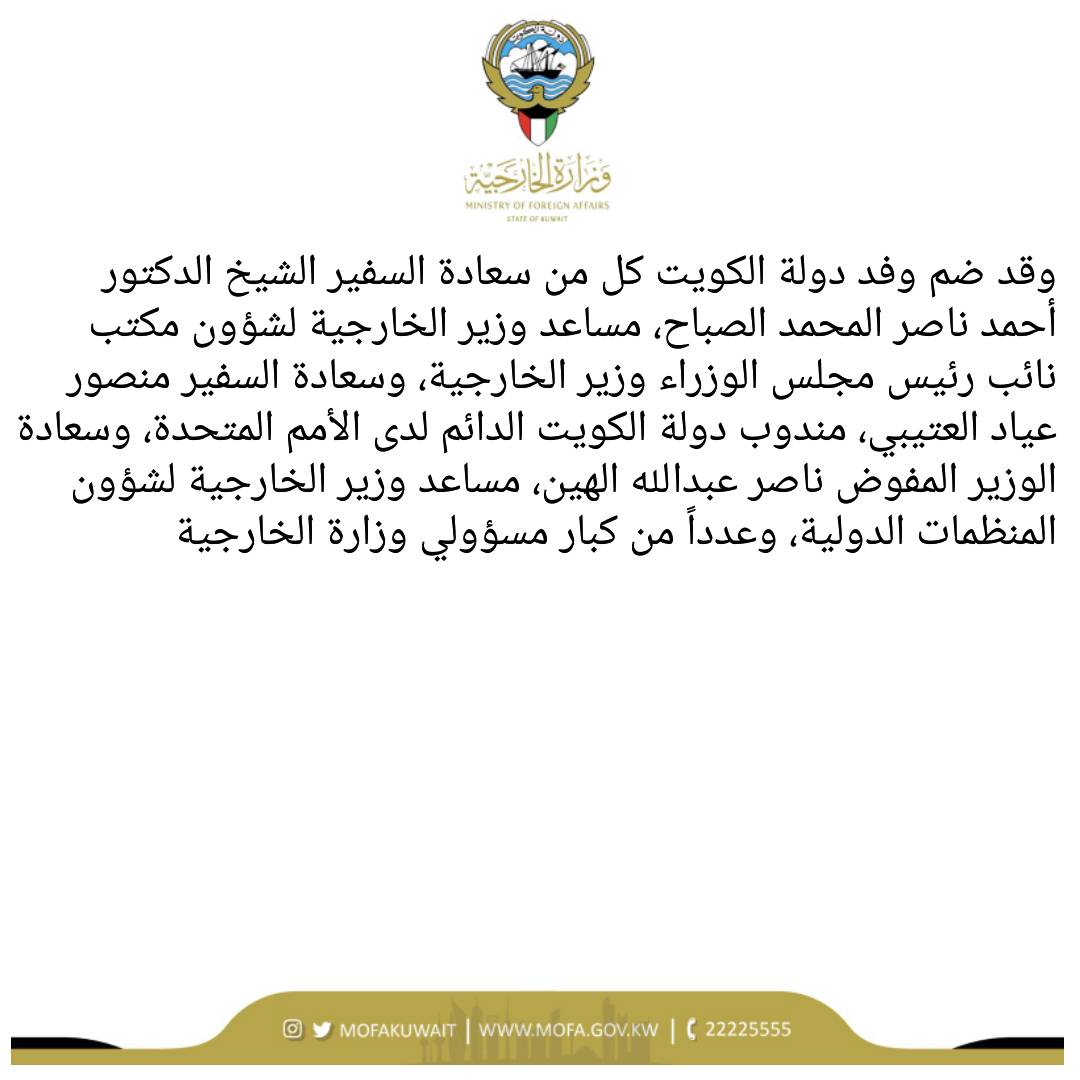 دولة الكويت
وزارة الخارجية
MINISTRY OF FOREIGN AFFAIRS
STATE OF KUWAIT
وقد ضم وفد دولة الكويت كل من سعادة السفير الشيخ الدكتور
أحمد ناصر المحمد الصباح، مساعد وزير الخارجية لشؤون مكتب
نائب رئيس مجلس الوزراء وزير الخارجية، وسعادة السفير منصور
عياد العتيبي، مندوب دولة الكويت الدائم لدى الأمم المتحدة، وسعادة
الوزير المفوض ناصر عبدالله الهين، مساعد وزير الخارجية لشؤون
المنظمات الدولية، وعدداً من كبار مسؤولي وزارة الخارجية
MOFAKUWAIT | WWW.MOFA.GOV.KW | 22225555